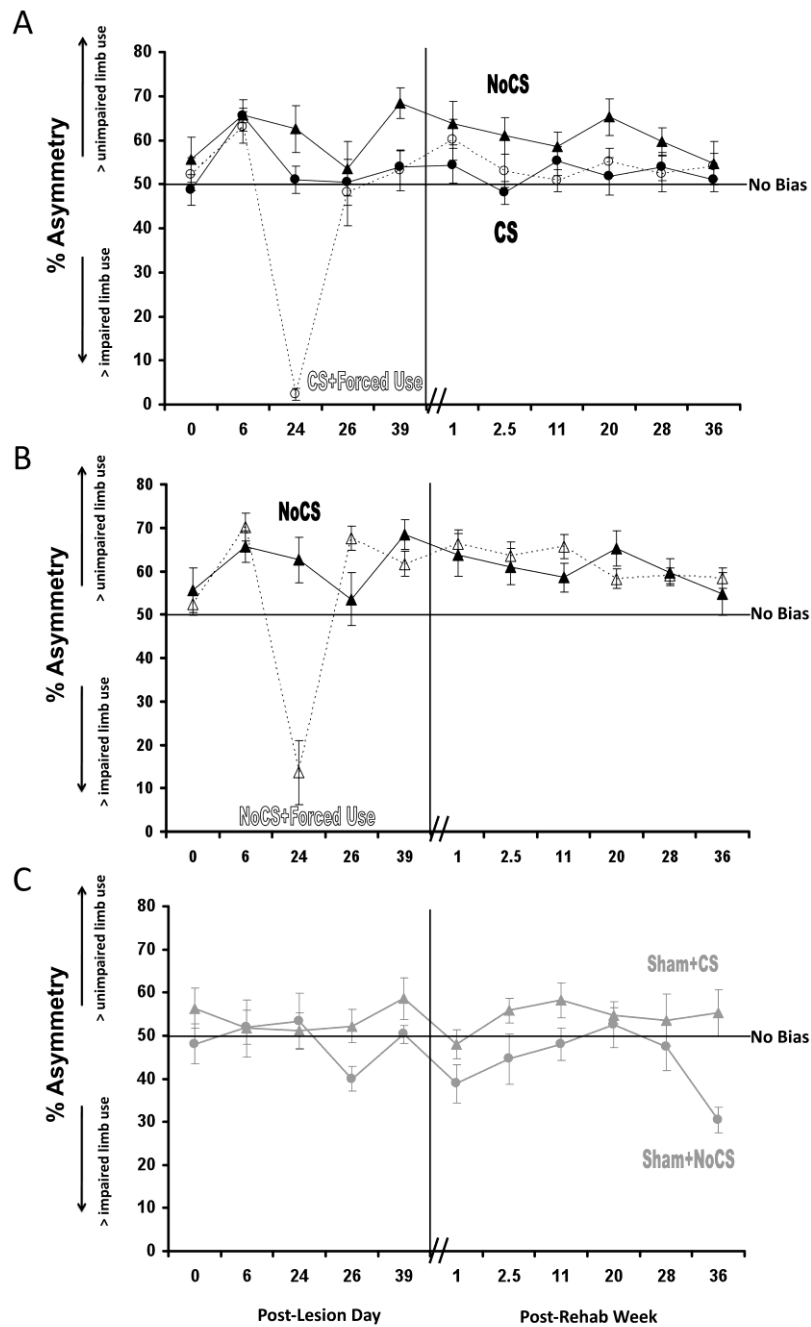 A
> unimpaired limb use
% Asymmetry
> impaired limb use
80
70
60
50
40
30
20
10
0
NoCS
No Bias
CS
CS+Forced Use
0 6 24 26 39 1 2.5 11 20 28 36
B
> unimpaired limb use
% Asymmetry
> impaired limb use
80
70
60
50
40
30
20
10
0
NoCS
No Bias
NoCS+Forced Use
0 6 24 26 39 1 2.5 11 20 28 36
C
> unimpaired limb use
% Asymmetry
> impaired limb use
80
70
60
50
40
30
20
10
0
Sham+CS
No Bias
Sham+NoCS
0 6 24 26 39 1 2.5 11 20 28 36
Post-Lesion Day Post-Rehab Week